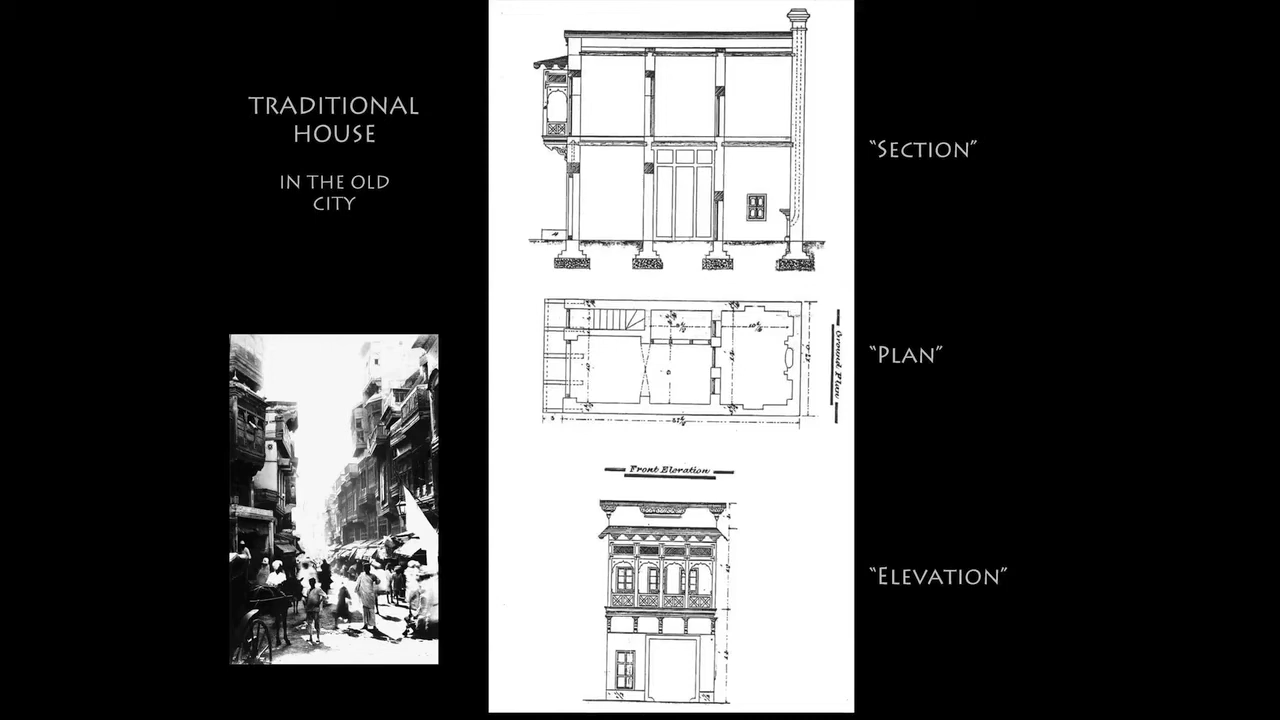 TRADITIONAL
HOUSE
IN THE OLD
CITY
"SECTION"
"PLAN"
Ground Plan
"ELEVATION"
Front Elevation